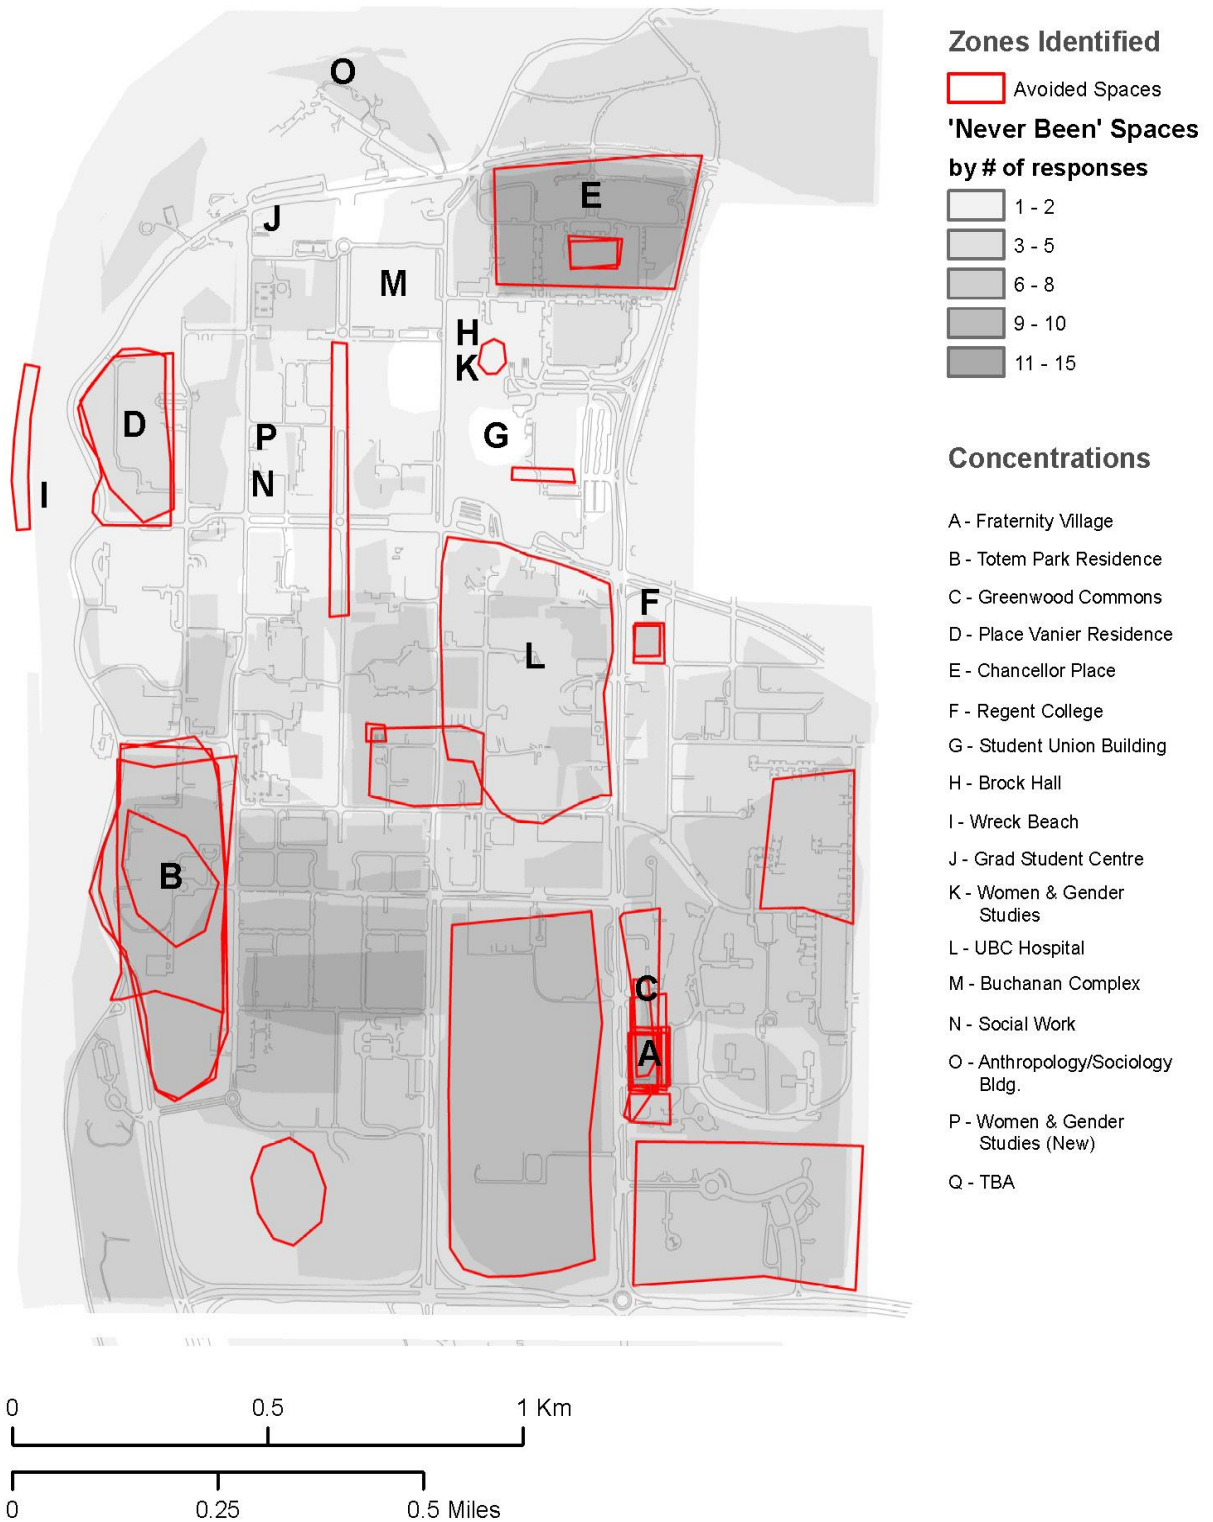 O
E
J
M
H
K
D
P
G
N
I
F
L
B
C
A
Zones Identified
Avoided Spaces
'Never Been' Spaces
by # of responses
1 - 2
3 - 5
6 - 8
9 - 10
11 - 15
Concentrations
A - Fraternity Village
B - Totem Park Residence
C - Greenwood Commons
D - Place Vanier Residence
E - Chancellor Place
F - Regent College
G - Student Union Building
H - Brock Hall
I - Wreck Beach
J - Grad Student Centre
K - Women & Gender
Studies
L - UBC Hospital
M - Buchanan Complex
N - Social Work
O - Anthropology/Sociology
Bldg.
P - Women & Gender
Studies (New)
Q - TBA
0 0.5 1 Km
0 0.25 0.5 Miles